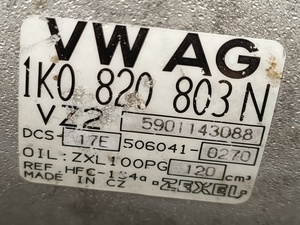 VW AG
1K0 820 803 N
VZ2 5901143088
DCS-17E 506041-0270
OIL: ZXL100PG 120 cm³
REF. HFC-134a
MADE IN CZ ZEXEL